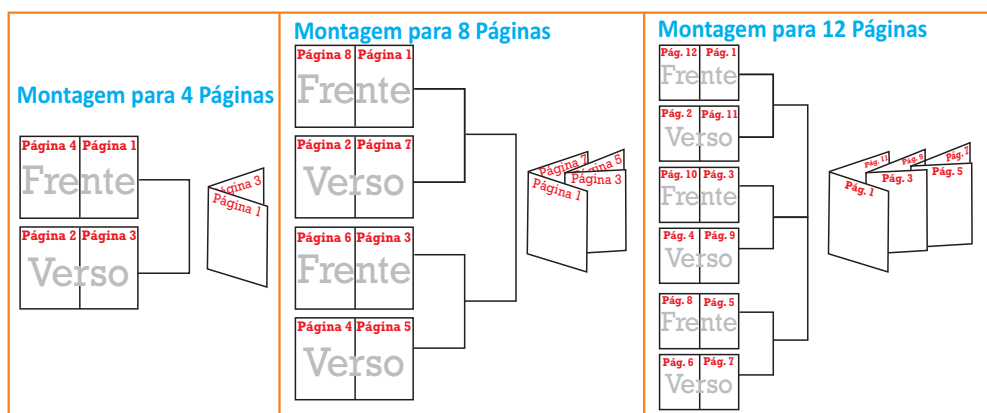 Montagem para 4 Páginas
Página 4 Página 1
Frente
Página 2 Página 3
Verso
Página 3
Página 1
Montagem para 8 Páginas
Página 8 Página 1
Frente
Página 2 Página 7
Verso
Página 6 Página 3
Frente
Página 4 Página 5
Verso
Página 7
Página 5
Página 3
Página 1
Montagem para 12 Páginas
Pág. 12 Pág. 1
Frente
Pág. 2 Pág. 11
Verso
Pág. 10 Pág. 3
Frente
Pág. 4 Pág. 9
Verso
Pág. 8 Pág. 5
Frente
Pág. 6 Pág. 7
Verso
Pág. 11
Pág. 9
Pág. 7
Pág. 1
Pág. 3
Pág. 5